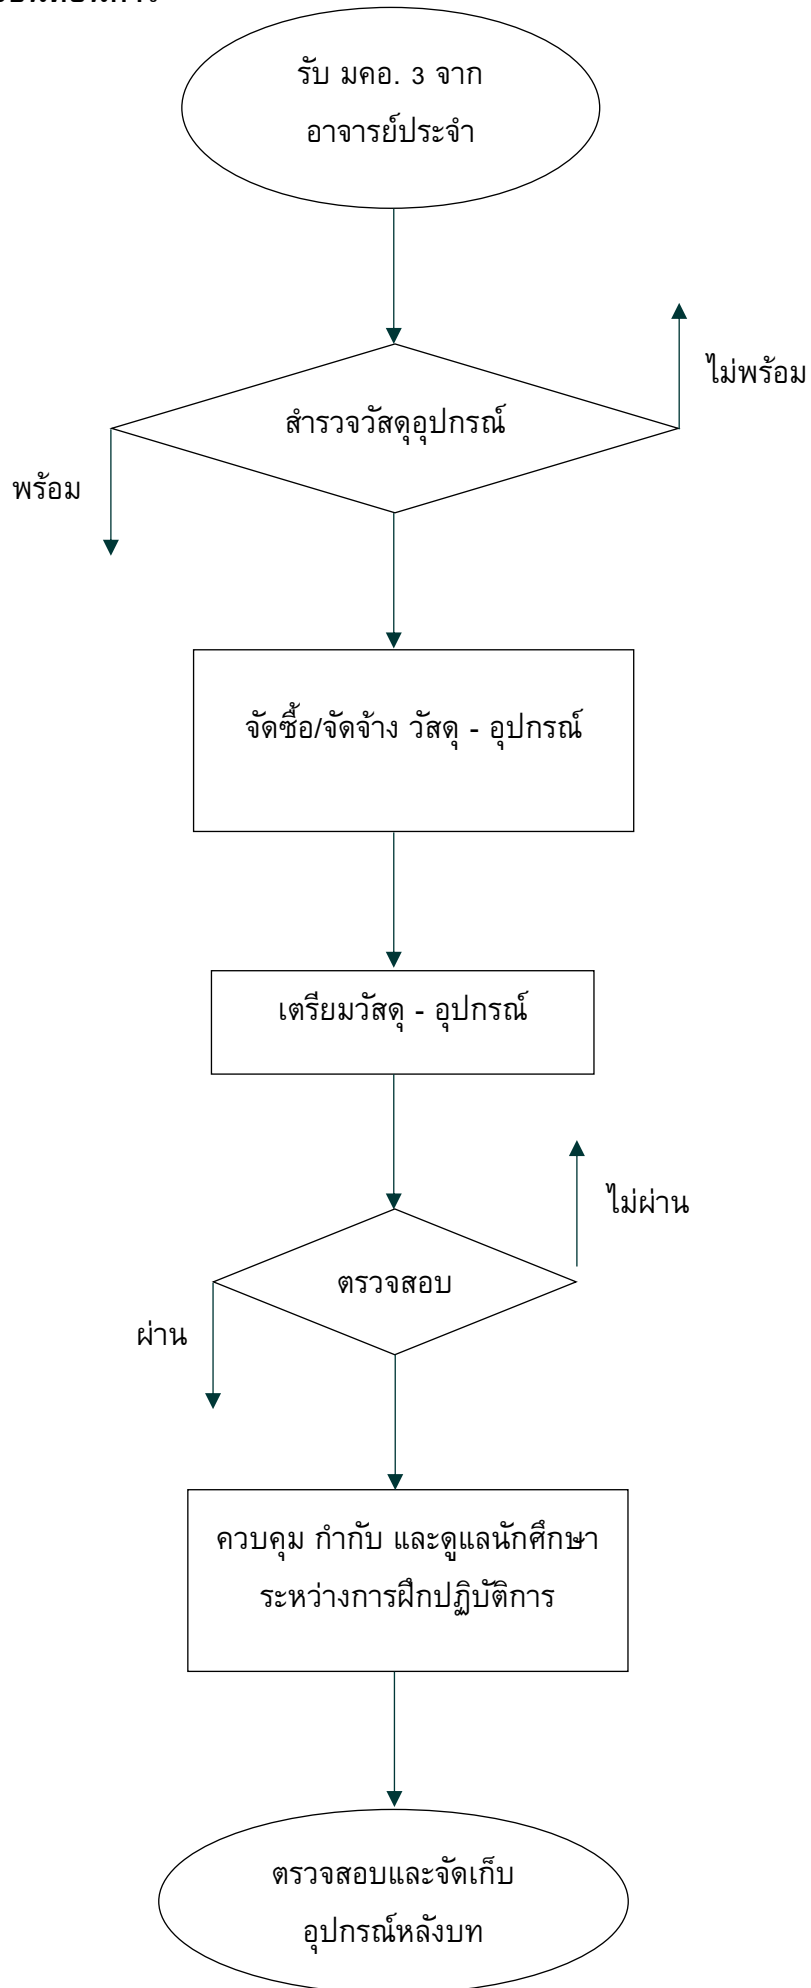 รับ มคอ. 3 จาก
อาจารย์ประจำ
ไม่พร้อม
สำรวจวัสดุอุปกรณ์
พร้อม
จัดซื้อ/จัดจ้าง วัสดุ - อุปกรณ์
เตรียมวัสดุ - อุปกรณ์
ไม่ผ่าน
ตรวจสอบ
ผ่าน
ควบคุม กำกับ และดูแลนักศึกษา
ระหว่างการฝึกปฏิบัติการ
ตรวจสอบและจัดเก็บ
อุปกรณ์หลังบท